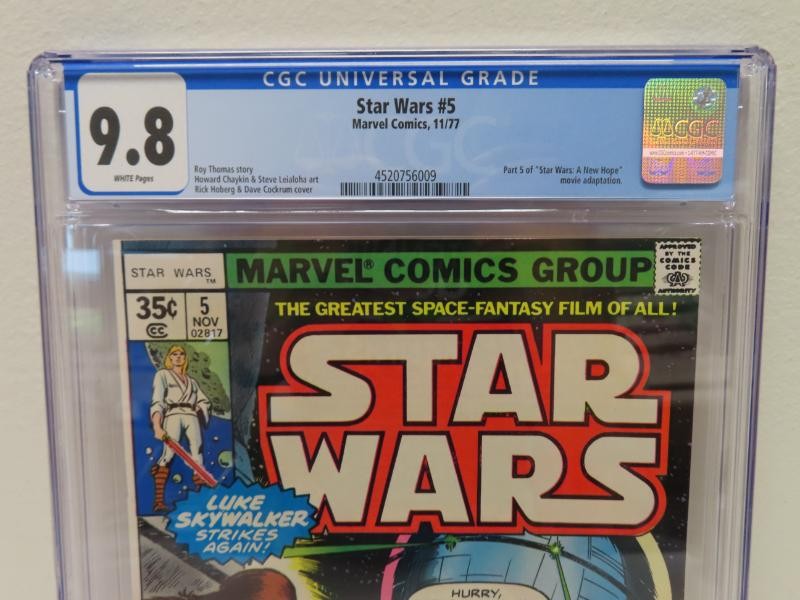 CGC UNIVERSAL GRADE
9.8
WHITE Pages
Star Wars #5
Marvel Comics, 11/77
Roy Thomas story
Howard Chaykin & Steve Leialoha art
Rick Hoberg & Dave Cockrum cover
4520756009
Part 5 of "Star Wars: A New Hope"
movie adaptation.
CGC
STAR WARS™
MARVEL® COMICS GROUP
APPROVED
BY THE
COMICS
CODE
AUTHORITY
35¢
CC
5
NOV
02817
THE GREATEST SPACE-FANTASY FILM OF ALL!
STAR
WARS
LUKE
SKYWALKER
STRIKES
AGAIN!
HURRY,